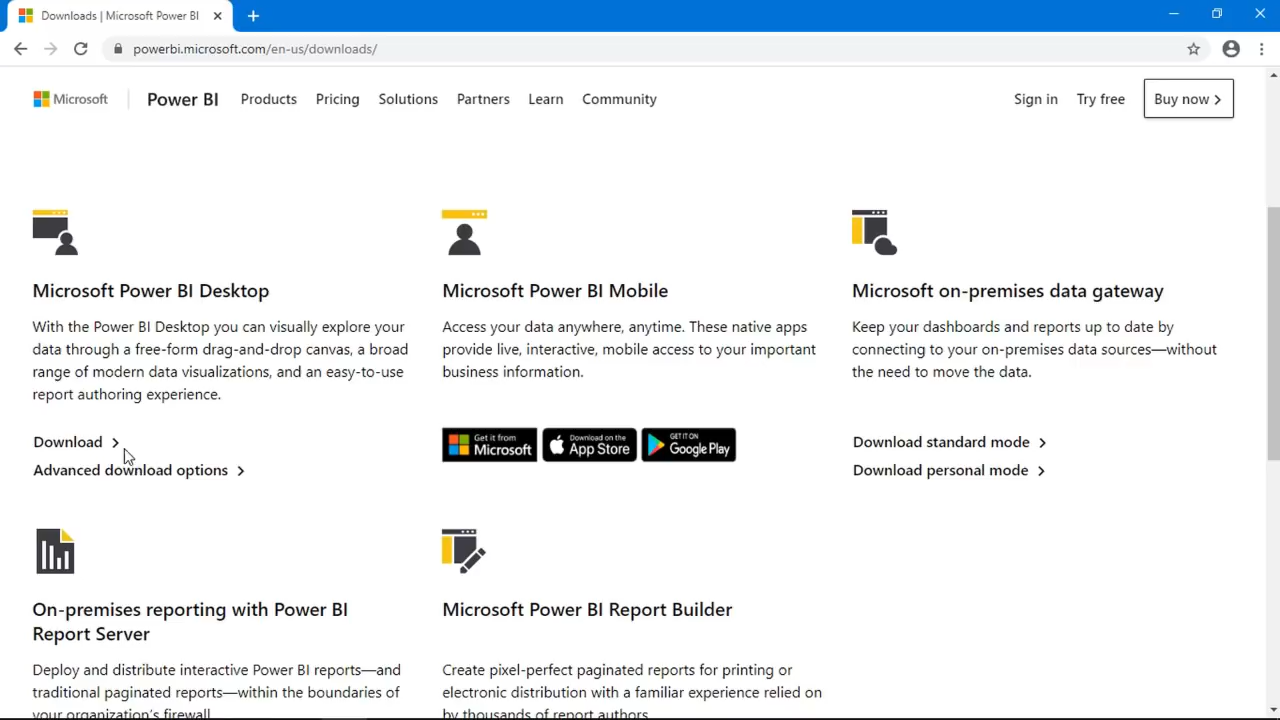 Downloads | Microsoft Power BI
powerbi.microsoft.com/en-us/downloads/
Microsoft
Power BI
Products
Pricing
Solutions
Partners
Learn
Community
Sign in
Try free
Buy now
Microsoft Power BI Desktop
With the Power BI Desktop you can visually explore your
data through a free-form drag-and-drop canvas, a broad
range of modern data visualizations, and an easy-to-use
report authoring experience.
Download
Advanced download options
Microsoft Power BI Mobile
Access your data anywhere, anytime. These native apps
provide live, interactive, mobile access to your important
business information.
Get it from
Microsoft
Download on the
App Store
GET IT ON
Google Play
Microsoft on-premises data gateway
Keep your dashboards and reports up to date by
connecting to your on-premises data sources—without
the need to move the data.
Download standard mode
Download personal mode
On-premises reporting with Power BI
Report Server
Deploy and distribute interactive Power BI reports—and
traditional paginated reports—within the boundaries of
your organization's firewall.
Microsoft Power BI Report Builder
Create pixel-perfect paginated reports for printing or
electronic distribution with a familiar experience relied on
by thousands of report authors.